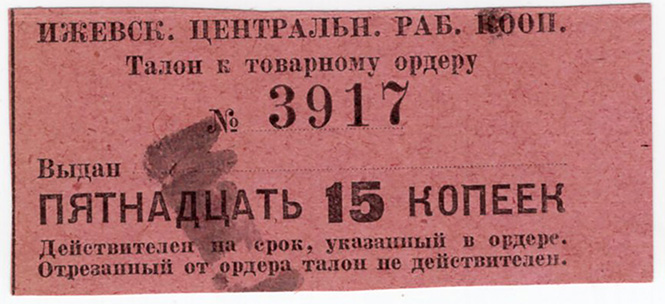 ИЖЕВСК. ЦЕНТРАЛЬН. РАБ. КООП.
Талон к товарному ордеру
№ 3917
Выдан
ПЯТНАДЦАТЬ 15 КОПЕЕК
Действителен на срок, указанный в ордере.
Отрезанный от ордера талон не действителен.